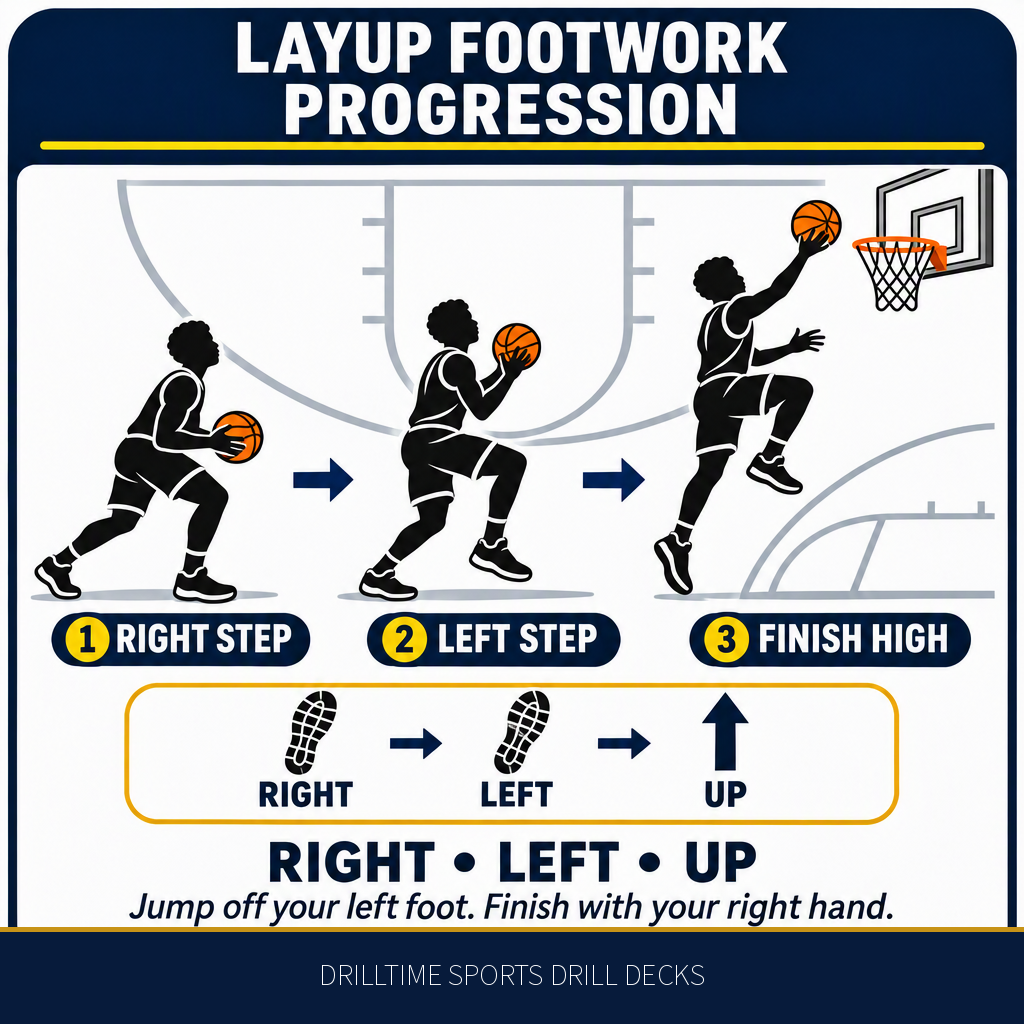 LAYUP FOOTWORK
PROGRESSION
1 RIGHT STEP
2 LEFT STEP
3 FINISH HIGH
RIGHT
LEFT
UP
RIGHT • LEFT • UP
Jump off your left foot. Finish with your right hand.
DRILLTIME SPORTS DRILL DECKS